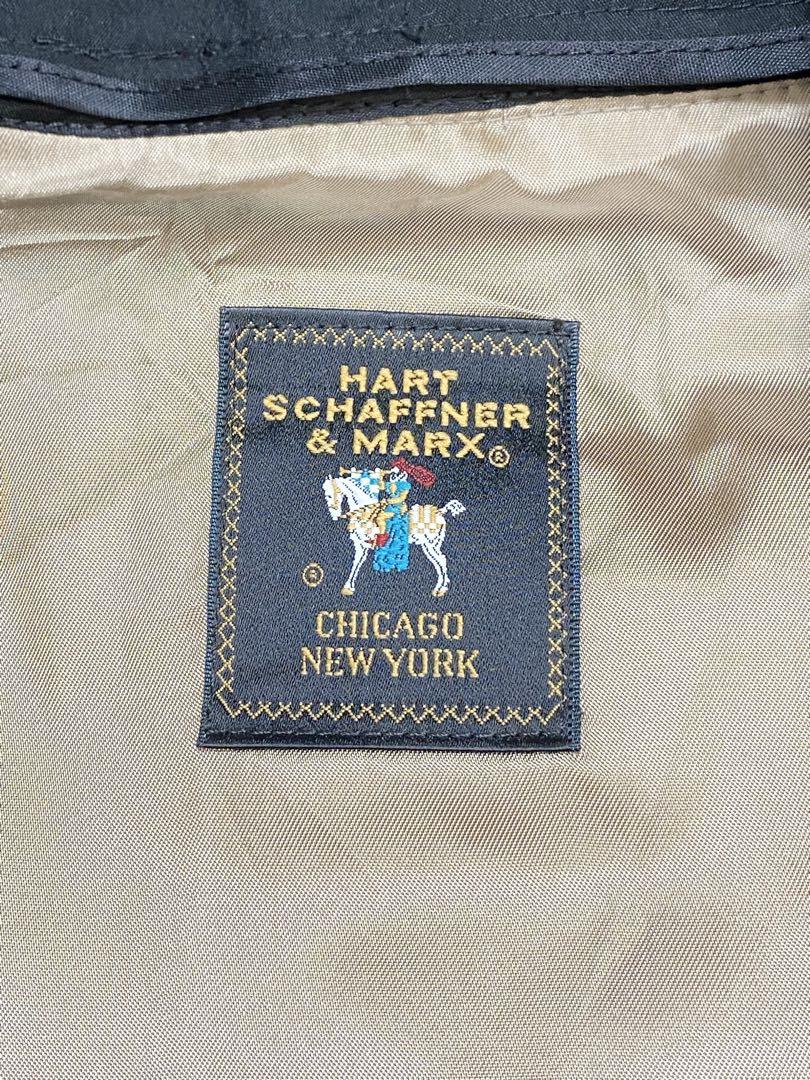 HART
SCHAFFNER
& MARX®
®
CHICAGO
NEW YORK